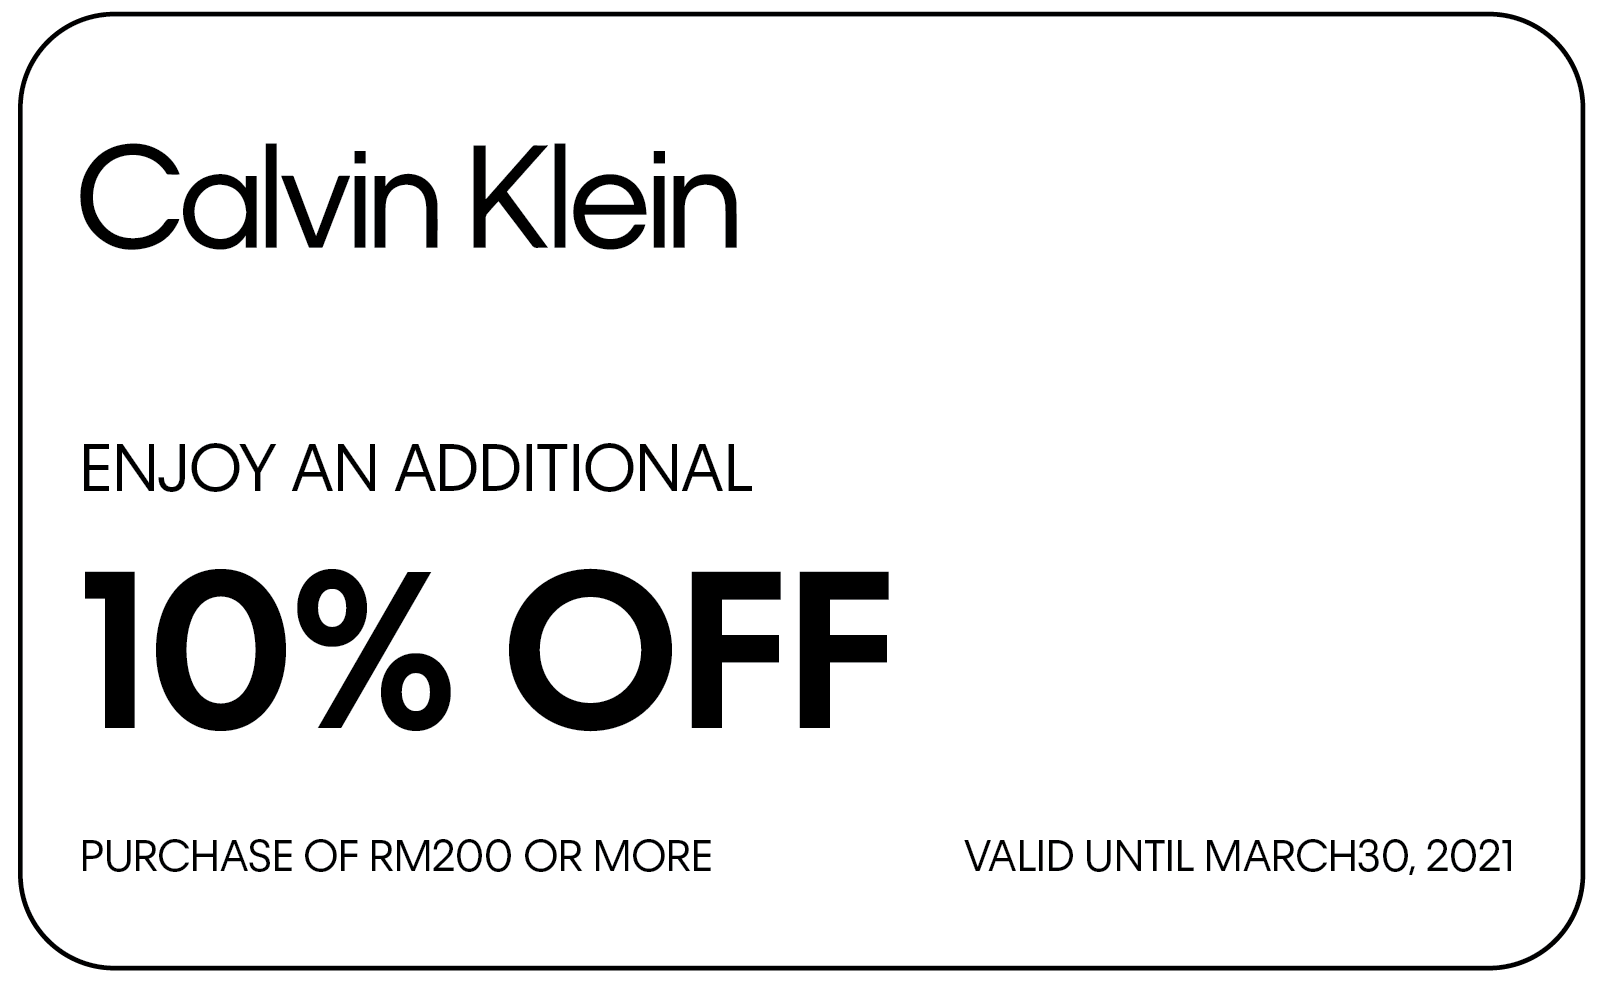 Calvin Klein
ENJOY AN ADDITIONAL
10% OFF
PURCHASE OF RM200 OR MORE
VALID UNTIL MARCH30, 2021